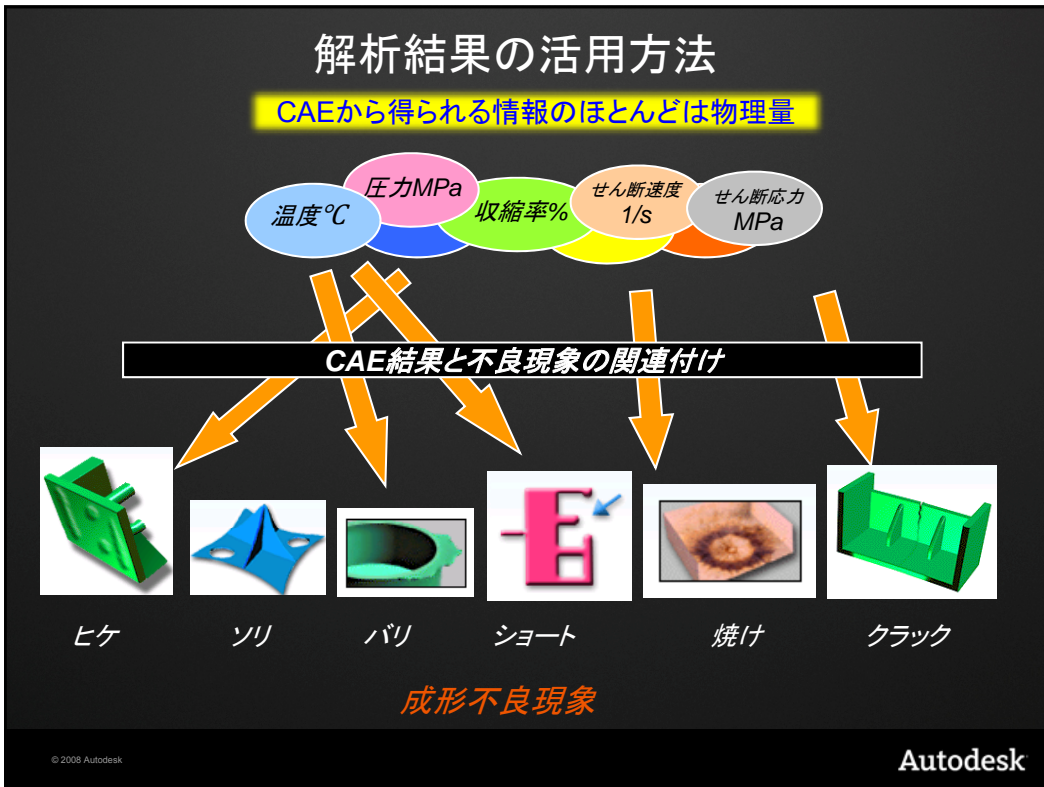 解析結果の活用方法
CAEから得られる情報のほとんどは物理量
温度℃
圧力MPa
収縮率%
せん断速度
1/s
せん断応力
MPa
CAE結果と不良現象の関連付け
ヒケ
ソリ
バリ
ショート
焼け
クラック
成形不良現象
© 2008 Autodesk
Autodesk